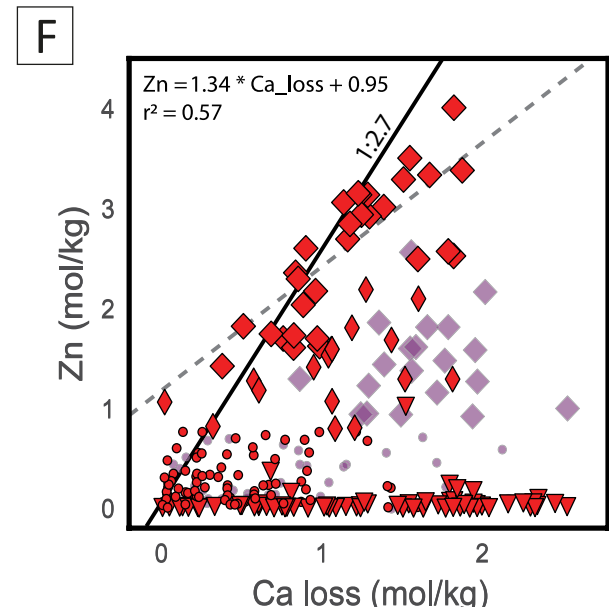 F
Zn = 1.34 * Ca_loss + 0.95
r² = 0.57
1:2.7
4
3
2
1
0
Zn (mol/kg)
0 1 2
Ca loss (mol/kg)